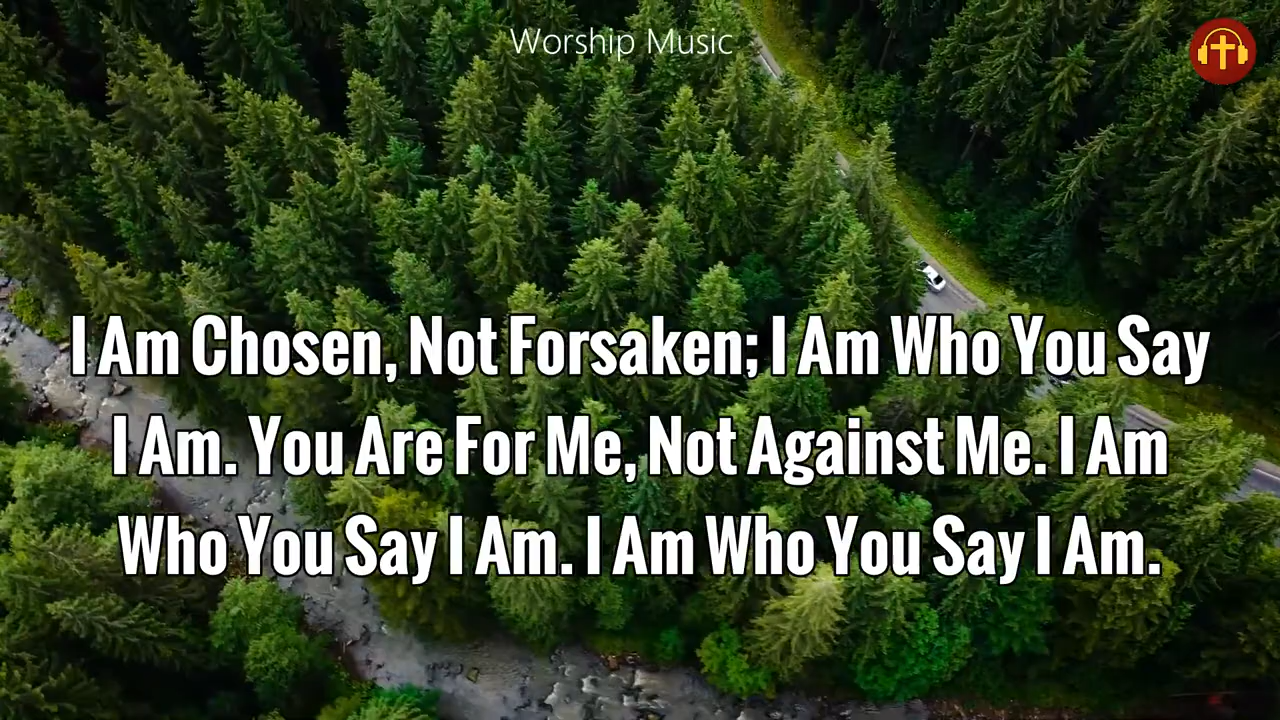 Worship Music
I Am Chosen, Not Forsaken; I Am Who You Say
I Am. You Are For Me, Not Against Me. I Am
Who You Say I Am. I Am Who You Say I Am.